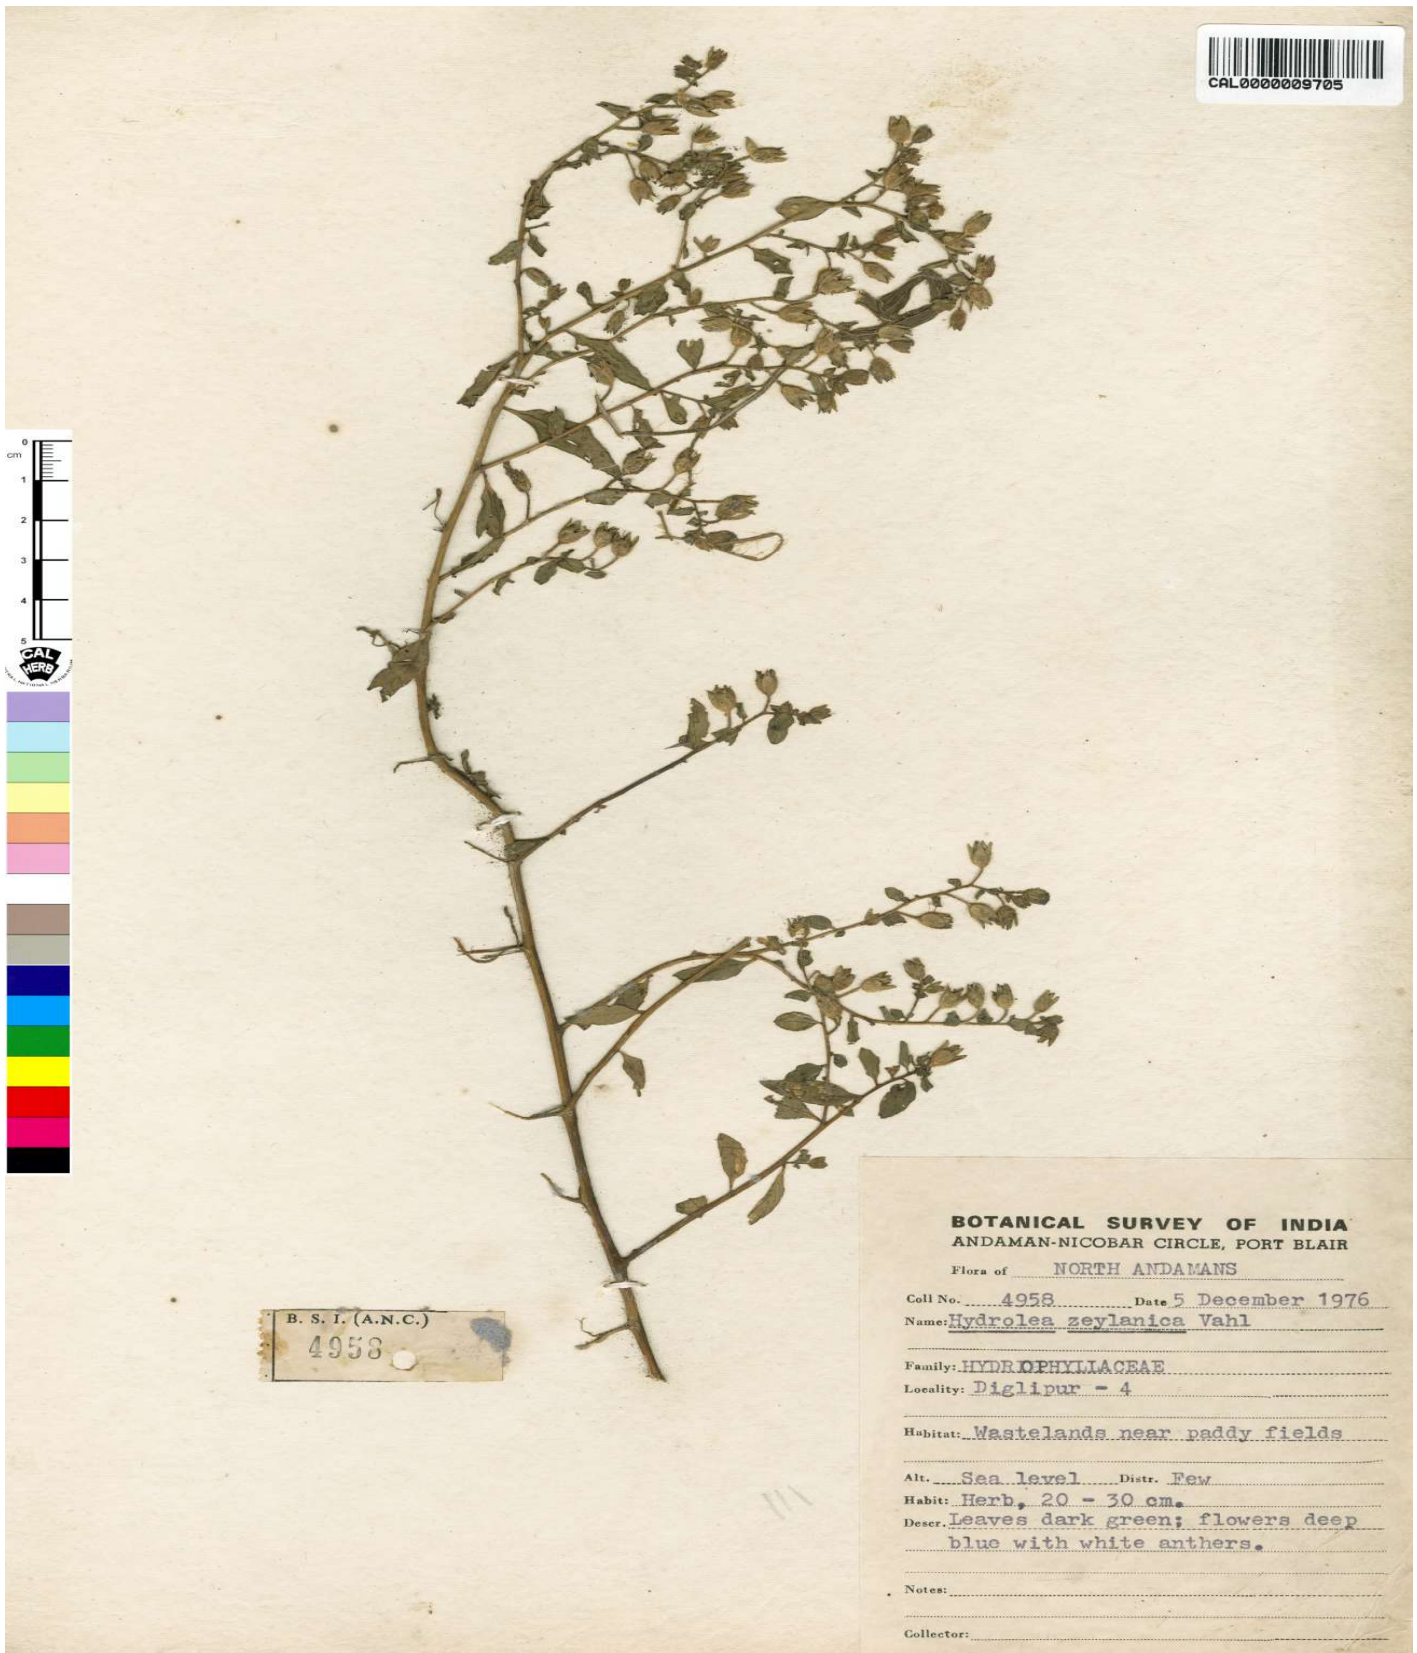 CAL0000009705
0
cm
1
2
3
4
5
CAL
HERB
B. S. I. (A.N.C.)
4958
BOTANICAL SURVEY OF INDIA
ANDAMAN-NICOBAR CIRCLE, PORT BLAIR
Flora of NORTH ANDAMANS
Coll No. 4958 Date 5 December 1976
Name: Hydrolea zeylanica Vahl
Family: HYDROPHYLLACEAE
Locality: Diglipur - 4
Habitat: Wastelands near paddy fields
Alt. Sea level Distr. Few
Habit: Herb, 20 - 30 cm.
Descr. Leaves dark green; flowers deep
blue with white anthers.
Notes:
Collector: